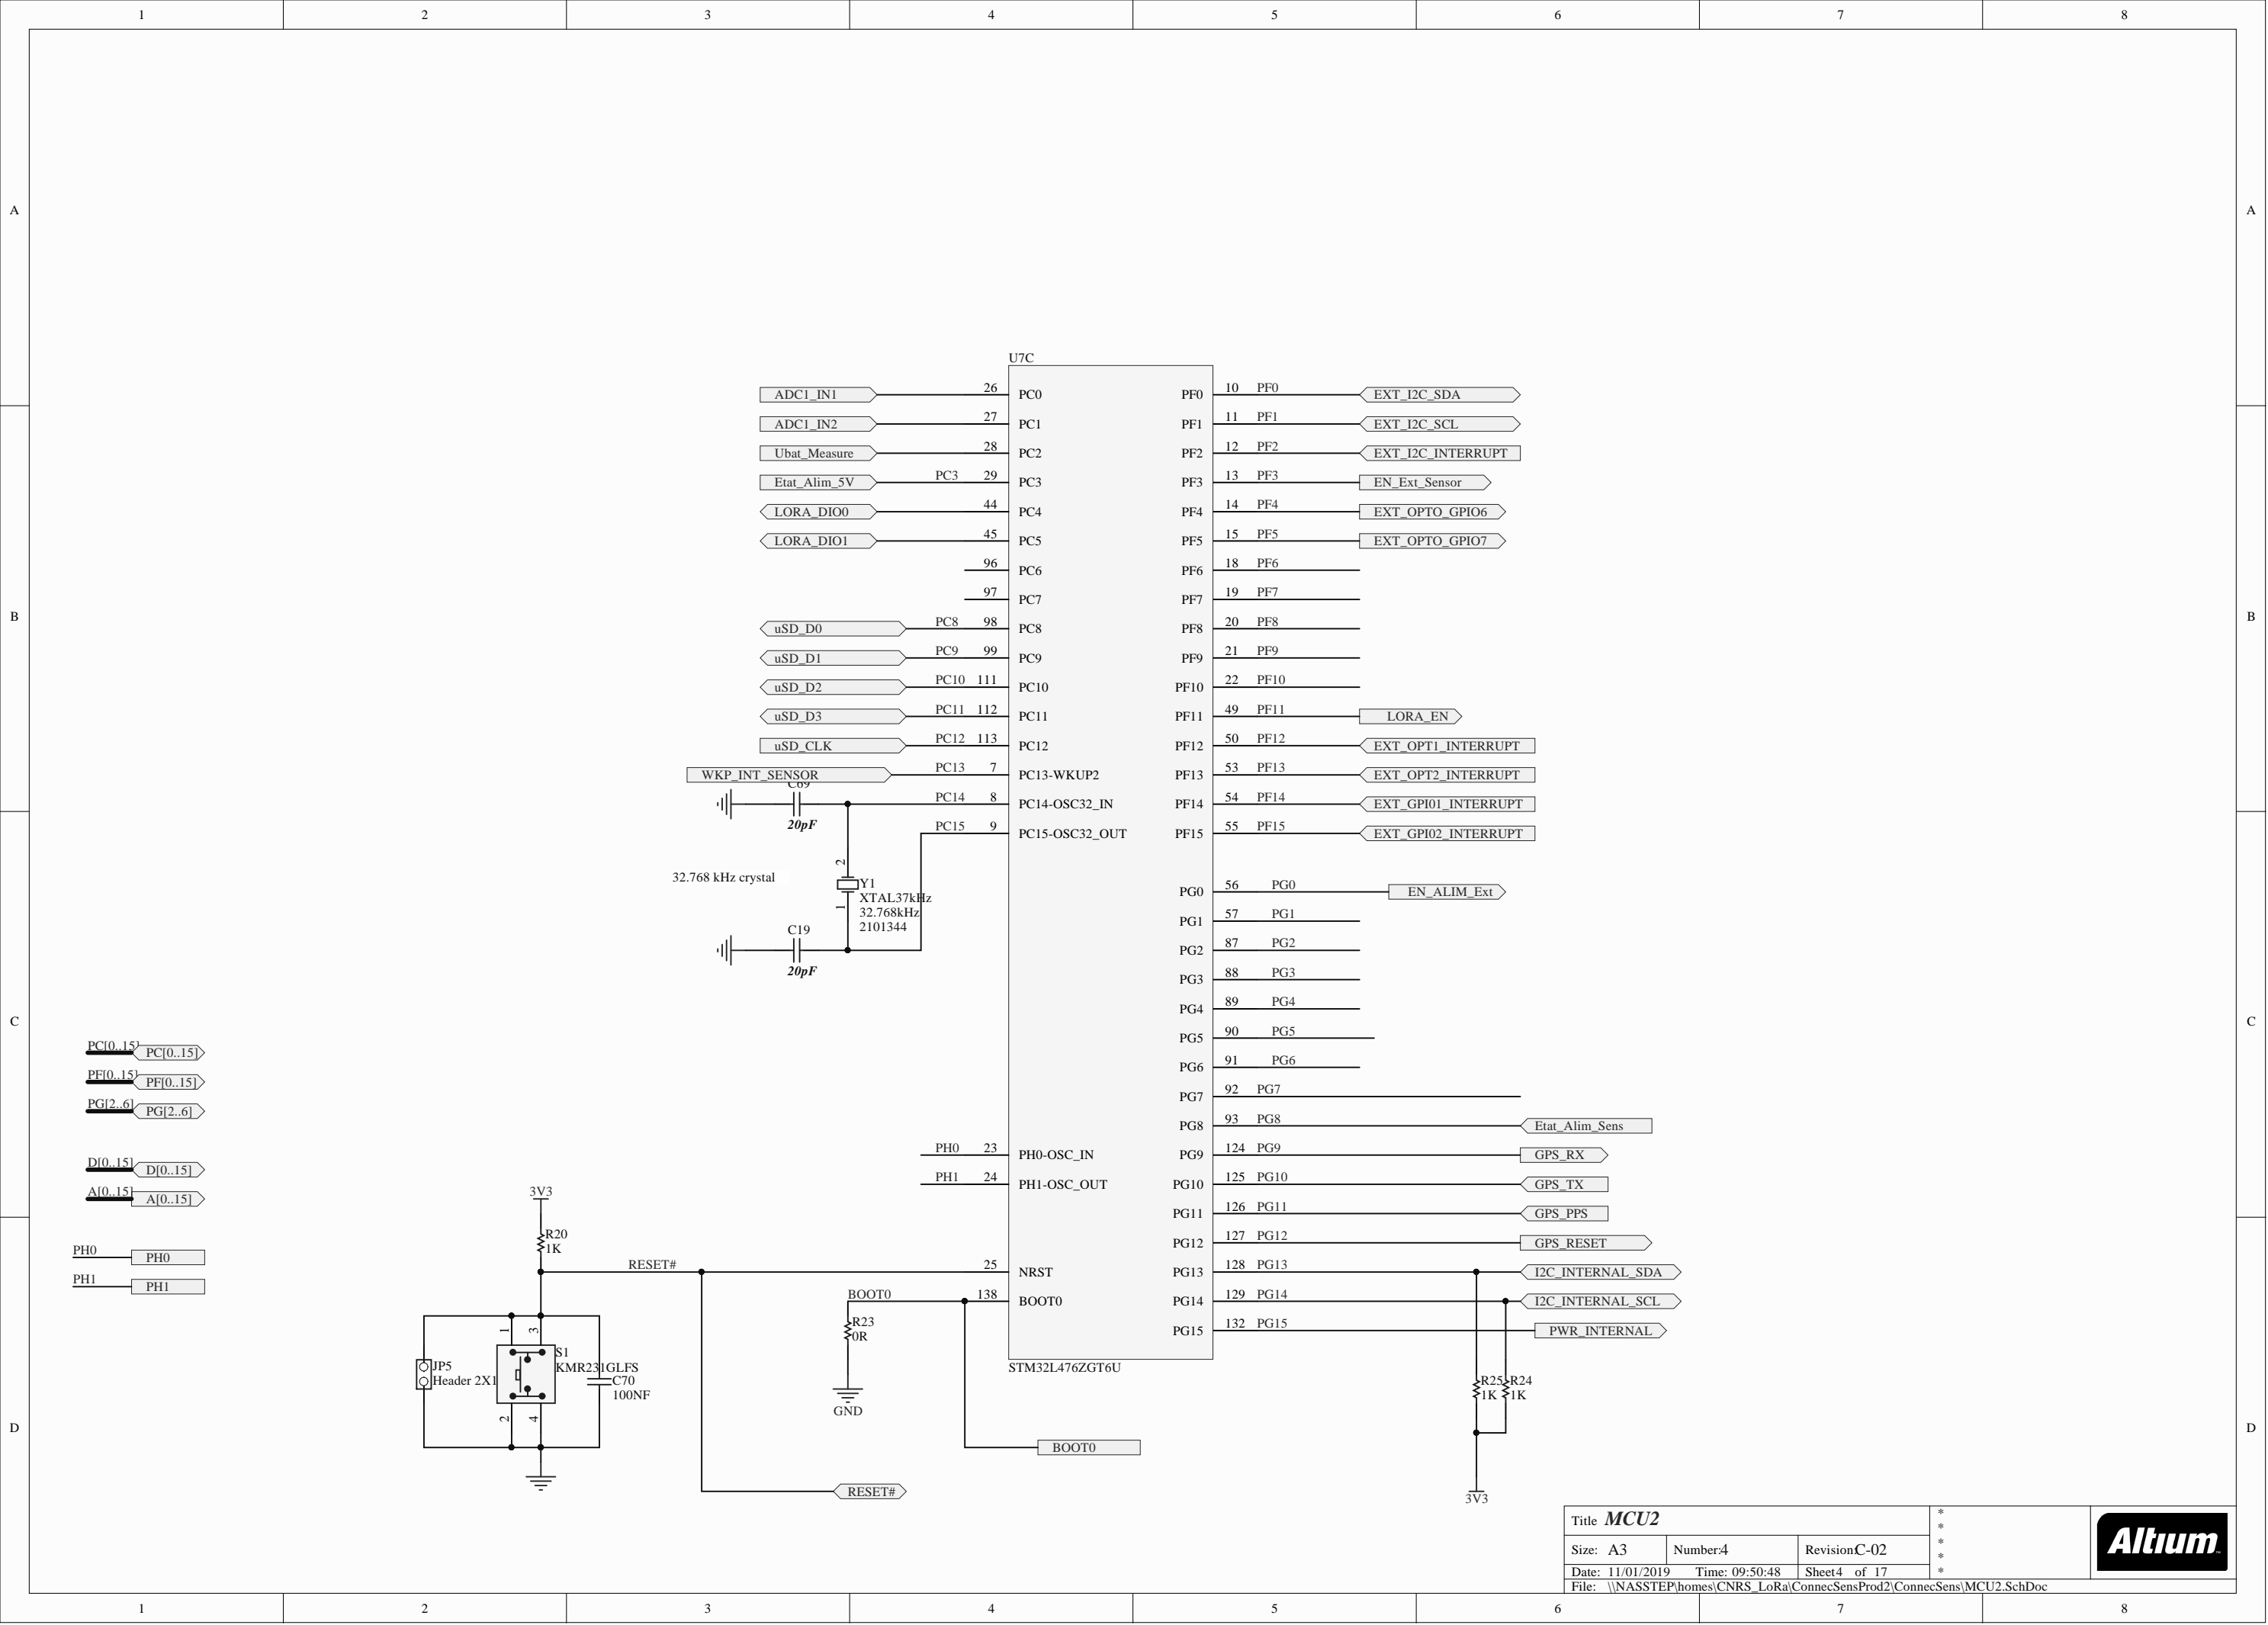 1 2 3 4 5 6 7 8
A A
U7C
ADC1_IN1 26 PC0 PF0 10 PF0 EXT_I2C_SDA
ADC1_IN2 27 PC1 PF1 11 PF1 EXT_I2C_SCL
Ubat_Measure 28 PC2 PF2 12 PF2 EXT_I2C_INTERRUPT
Etat_Alim_5V PC3 29 PC3 PF3 13 PF3 EN_Ext_Sensor
LORA_DIO0 44 PC4 PF4 14 PF4 EXT_OPTO_GPIO6
LORA_DIO1 45 PC5 PF5 15 PF5 EXT_OPTO_GPIO7
96 PC6 PF6 18 PF6
97 PC7 PF7 19 PF7
B B
uSD_D0 PC8 98 PC8 PF8 20 PF8
uSD_D1 PC9 99 PC9 PF9 21 PF9
uSD_D2 PC10 111 PC10 PF10 22 PF10
uSD_D3 PC11 112 PC11 PF11 49 PF11 LORA_EN
uSD_CLK PC12 113 PC12 PF12 50 PF12 EXT_OPT1_INTERRUPT
WKP_INT_SENSOR PC13 7 PC13-WKUP2 PF13 53 PF13 EXT_OPT2_INTERRUPT
C69
PC14 8 PC14-OSC32_IN PF14 54 PF14 EXT_GPI01_INTERRUPT
20pF
PC15 9 PC15-OSC32_OUT PF15 55 PF15 EXT_GPI02_INTERRUPT
2
32.768 kHz crystal
Y1
XTAL37kHz
32.768kHz
2101344
1
C19
20pF
PG0 56 PG0 EN_ALIM_Ext
PG1 57 PG1
PG2 87 PG2
PG3 88 PG3
PG4 89 PG4
C C
PG5 90 PG5
PG6 91 PG6
PG7 92 PG7
PG8 93 PG8 Etat_Alim_Sens
PC[0..15] PC[0..15]
PF[0..15] PF[0..15]
PG[2..6] PG[2..6]
D[0..15] D[0..15]
A[0..15] A[0..15]
PH0 PH0
PH1 PH1
PH0 23 PH0-OSC_IN PG9 124 PG9 GPS_RX
PH1 24 PH1-OSC_OUT PG10 125 PG10 GPS_TX
PG11 126 PG11 GPS_PPS
PG12 127 PG12 GPS_RESET
3V3
R20
1K
RESET# 25 NRST PG13 128 PG13 I2C_INTERNAL_SDA
BOOT0 138 BOOT0 PG14 129 PG14 I2C_INTERNAL_SCL
PG15 132 PG15 PWR_INTERNAL
R23
0R
GND
1 3
S1
KMR231GLFS
JP5
Header 2X1
C70
100NF
2 4
STM32L476ZGT6U
R25 R24
1K 1K
D D
BOOT0
RESET#
3V3
Title MCU2
Size: A3 Number:4 Revision:C-02
Date: 11/01/2019 Time: 09:50:48 Sheet4 of 17
File: \\NASSTEP\homes\CNRS_LoRa\ConnecSensProd2\ConnecSens\MCU2.SchDoc
*
*
*
*
*
Altium
1 2 3 4 5 6 7 8